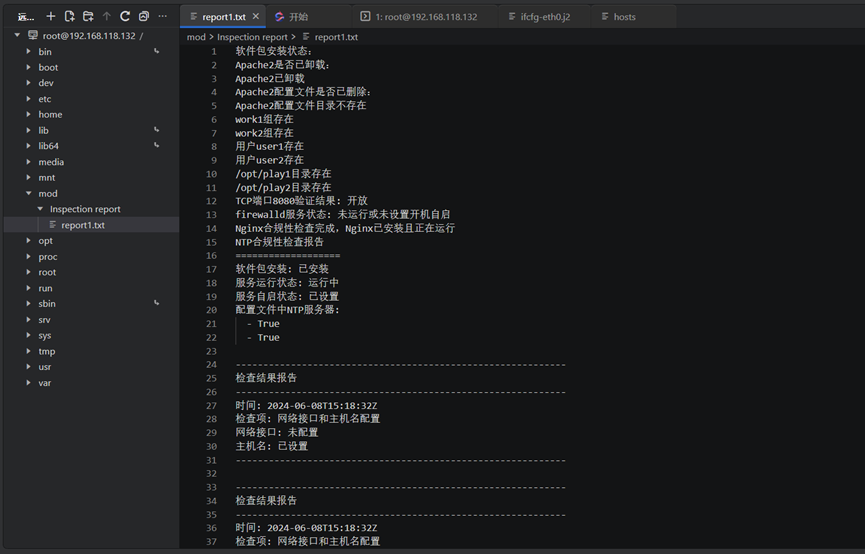 远...
report1.txt
开始
1: root@192.168.118.132
ifcfg-eth0.j2
hosts
root@192.168.118.132 /
mod > Inspection report > report1.txt
bin
boot
dev
etc
home
lib
lib64
media
mnt
mod
Inspection report
report1.txt
opt
proc
root
run
sbin
srv
sys
tmp
usr
var
1 软件包安装状态:
2 Apache2是否已卸载:
3 Apache2已卸载
4 Apache2配置文件是否已删除:
5 Apache2配置文件目录不存在
6 work1组存在
7 work2组存在
8 用户user1存在
9 用户user2存在
10 /opt/play1目录存在
11 /opt/play2目录存在
12 TCP端口8080验证结果: 开放
13 firewalld服务状态: 未运行或未设置开机自启
14 Nginx合规性检查完成，Nginx已安装且正在运行
15 NTP合规性检查报告
16 ===================
17 软件包安装: 已安装
18 服务运行状态: 运行中
19 服务自启状态: 已设置
20 配置文件中NTP服务器:
21 - True
22 - True
23
24 ------------------------------------------------------------
25 检查结果报告
26 ------------------------------------------------------------
27 时间: 2024-06-08T15:18:32Z
28 检查项: 网络接口和主机名配置
29 网络接口: 未配置
30 主机名: 已设置
31 ------------------------------------------------------------
32
33 ------------------------------------------------------------
34 检查结果报告
35 ------------------------------------------------------------
36 时间: 2024-06-08T15:18:32Z
37 检查项: 网络接口和主机名配置